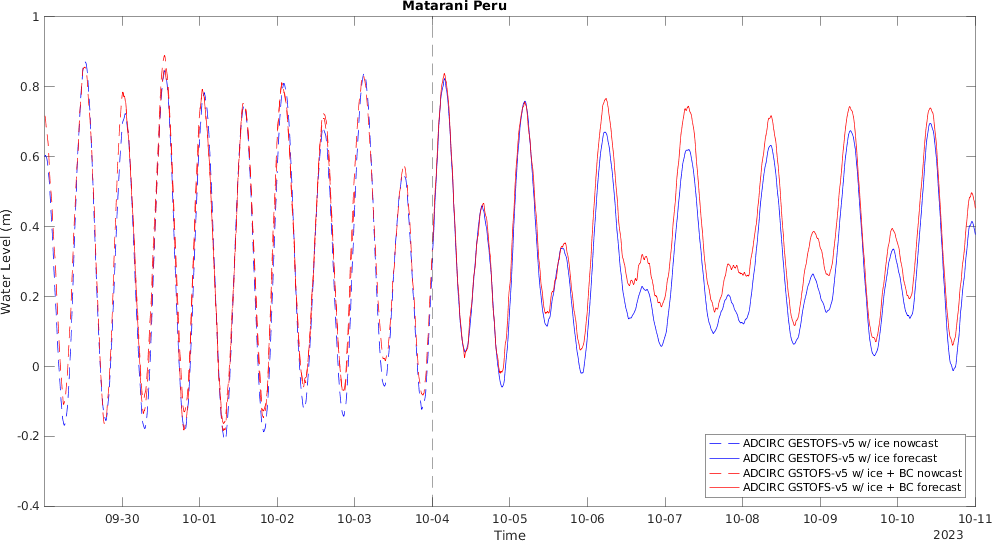 Matarani Peru
Water Level (m)
1
0.8
0.6
0.4
0.2
0
-0.2
-0.4
09-30 10-01 10-02 10-03 10-04 10-05 10-06 10-07 10-08 10-09 10-10 10-11
Time
2023
ADCIRC GESTOFS-v5 w/ ice nowcast
ADCIRC GESTOFS-v5 w/ ice forecast
ADCIRC GSTOFS-v5 w/ ice + BC nowcast
ADCIRC GSTOFS-v5 w/ ice + BC forecast